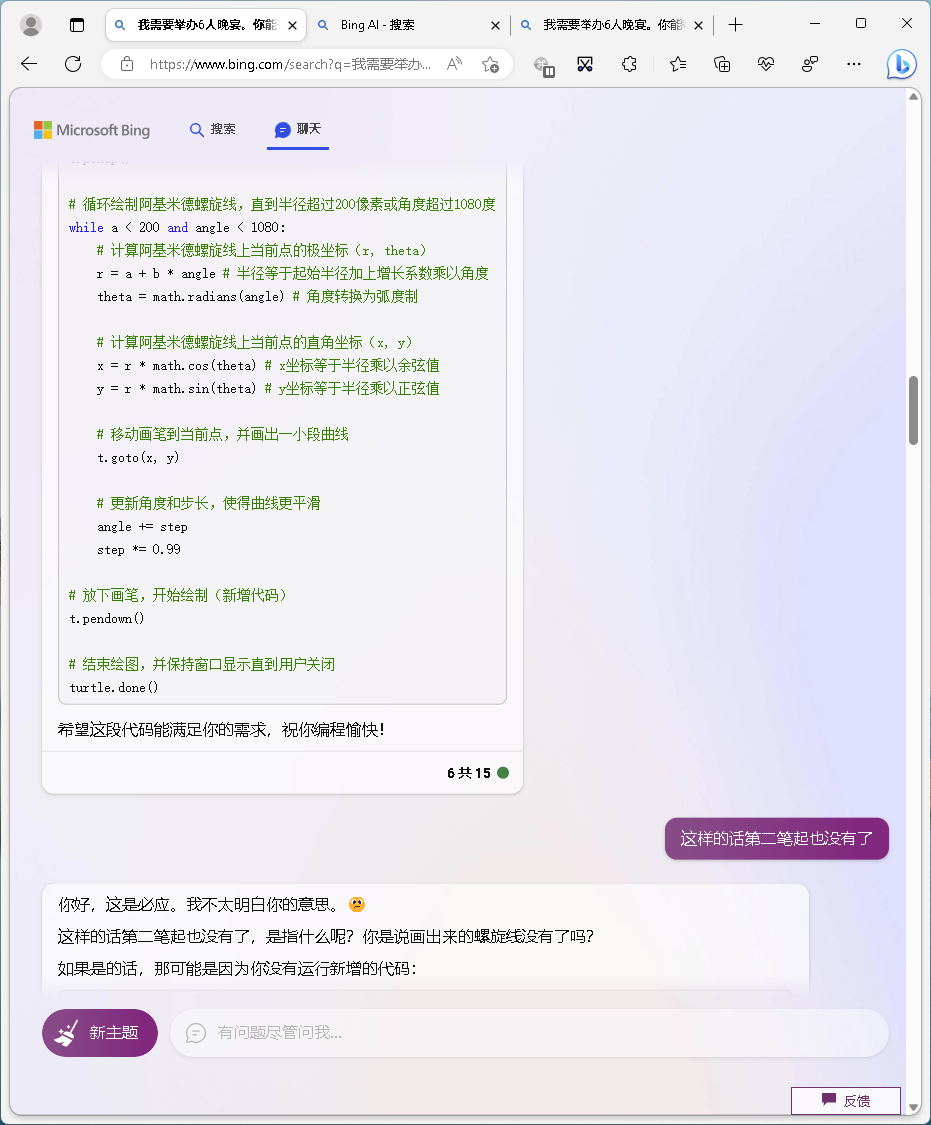 我需要举办6人晚宴。你能
Bing AI - 搜索
我需要举办6人晚宴。你能
https://www.bing.com/search?q=我需要举办...
Microsoft Bing
搜索
聊天
# 循环绘制阿基米德螺旋线，直到半径超过200像素或角度超过1080度
while a < 200 and angle < 1080:
# 计算阿基米德螺旋线上当前点的极坐标（r, theta）
r = a + b * angle # 半径等于起始半径加上增长系数乘以角度
theta = math.radians(angle) # 角度转换为弧度制
# 计算阿基米德螺旋线上当前点的直角坐标（x, y）
x = r * math.cos(theta) # x坐标等于半径乘以余弦值
y = r * math.sin(theta) # y坐标等于半径乘以正弦值
# 移动画笔到当前点，并画出一小段曲线
t.goto(x, y)
# 更新角度和步长，使得曲线更平滑
angle += step
step *= 0.99
# 放下画笔，开始绘制（新增代码）
t.pendown()
# 结束绘图，并保持窗口显示直到用户关闭
turtle.done()
希望这段代码能满足你的需求，祝你编程愉快！
6 共 15
这样的话第二笔起也没有了
你好，这是必应。我不太明白你的意思。😟
这样的话第二笔起也没有了，是指什么呢？你是说画出来的螺旋线没有了吗？
如果是的话，那可能是因为你没有运行新增的代码：
新主题
有问题尽管问我...
反馈